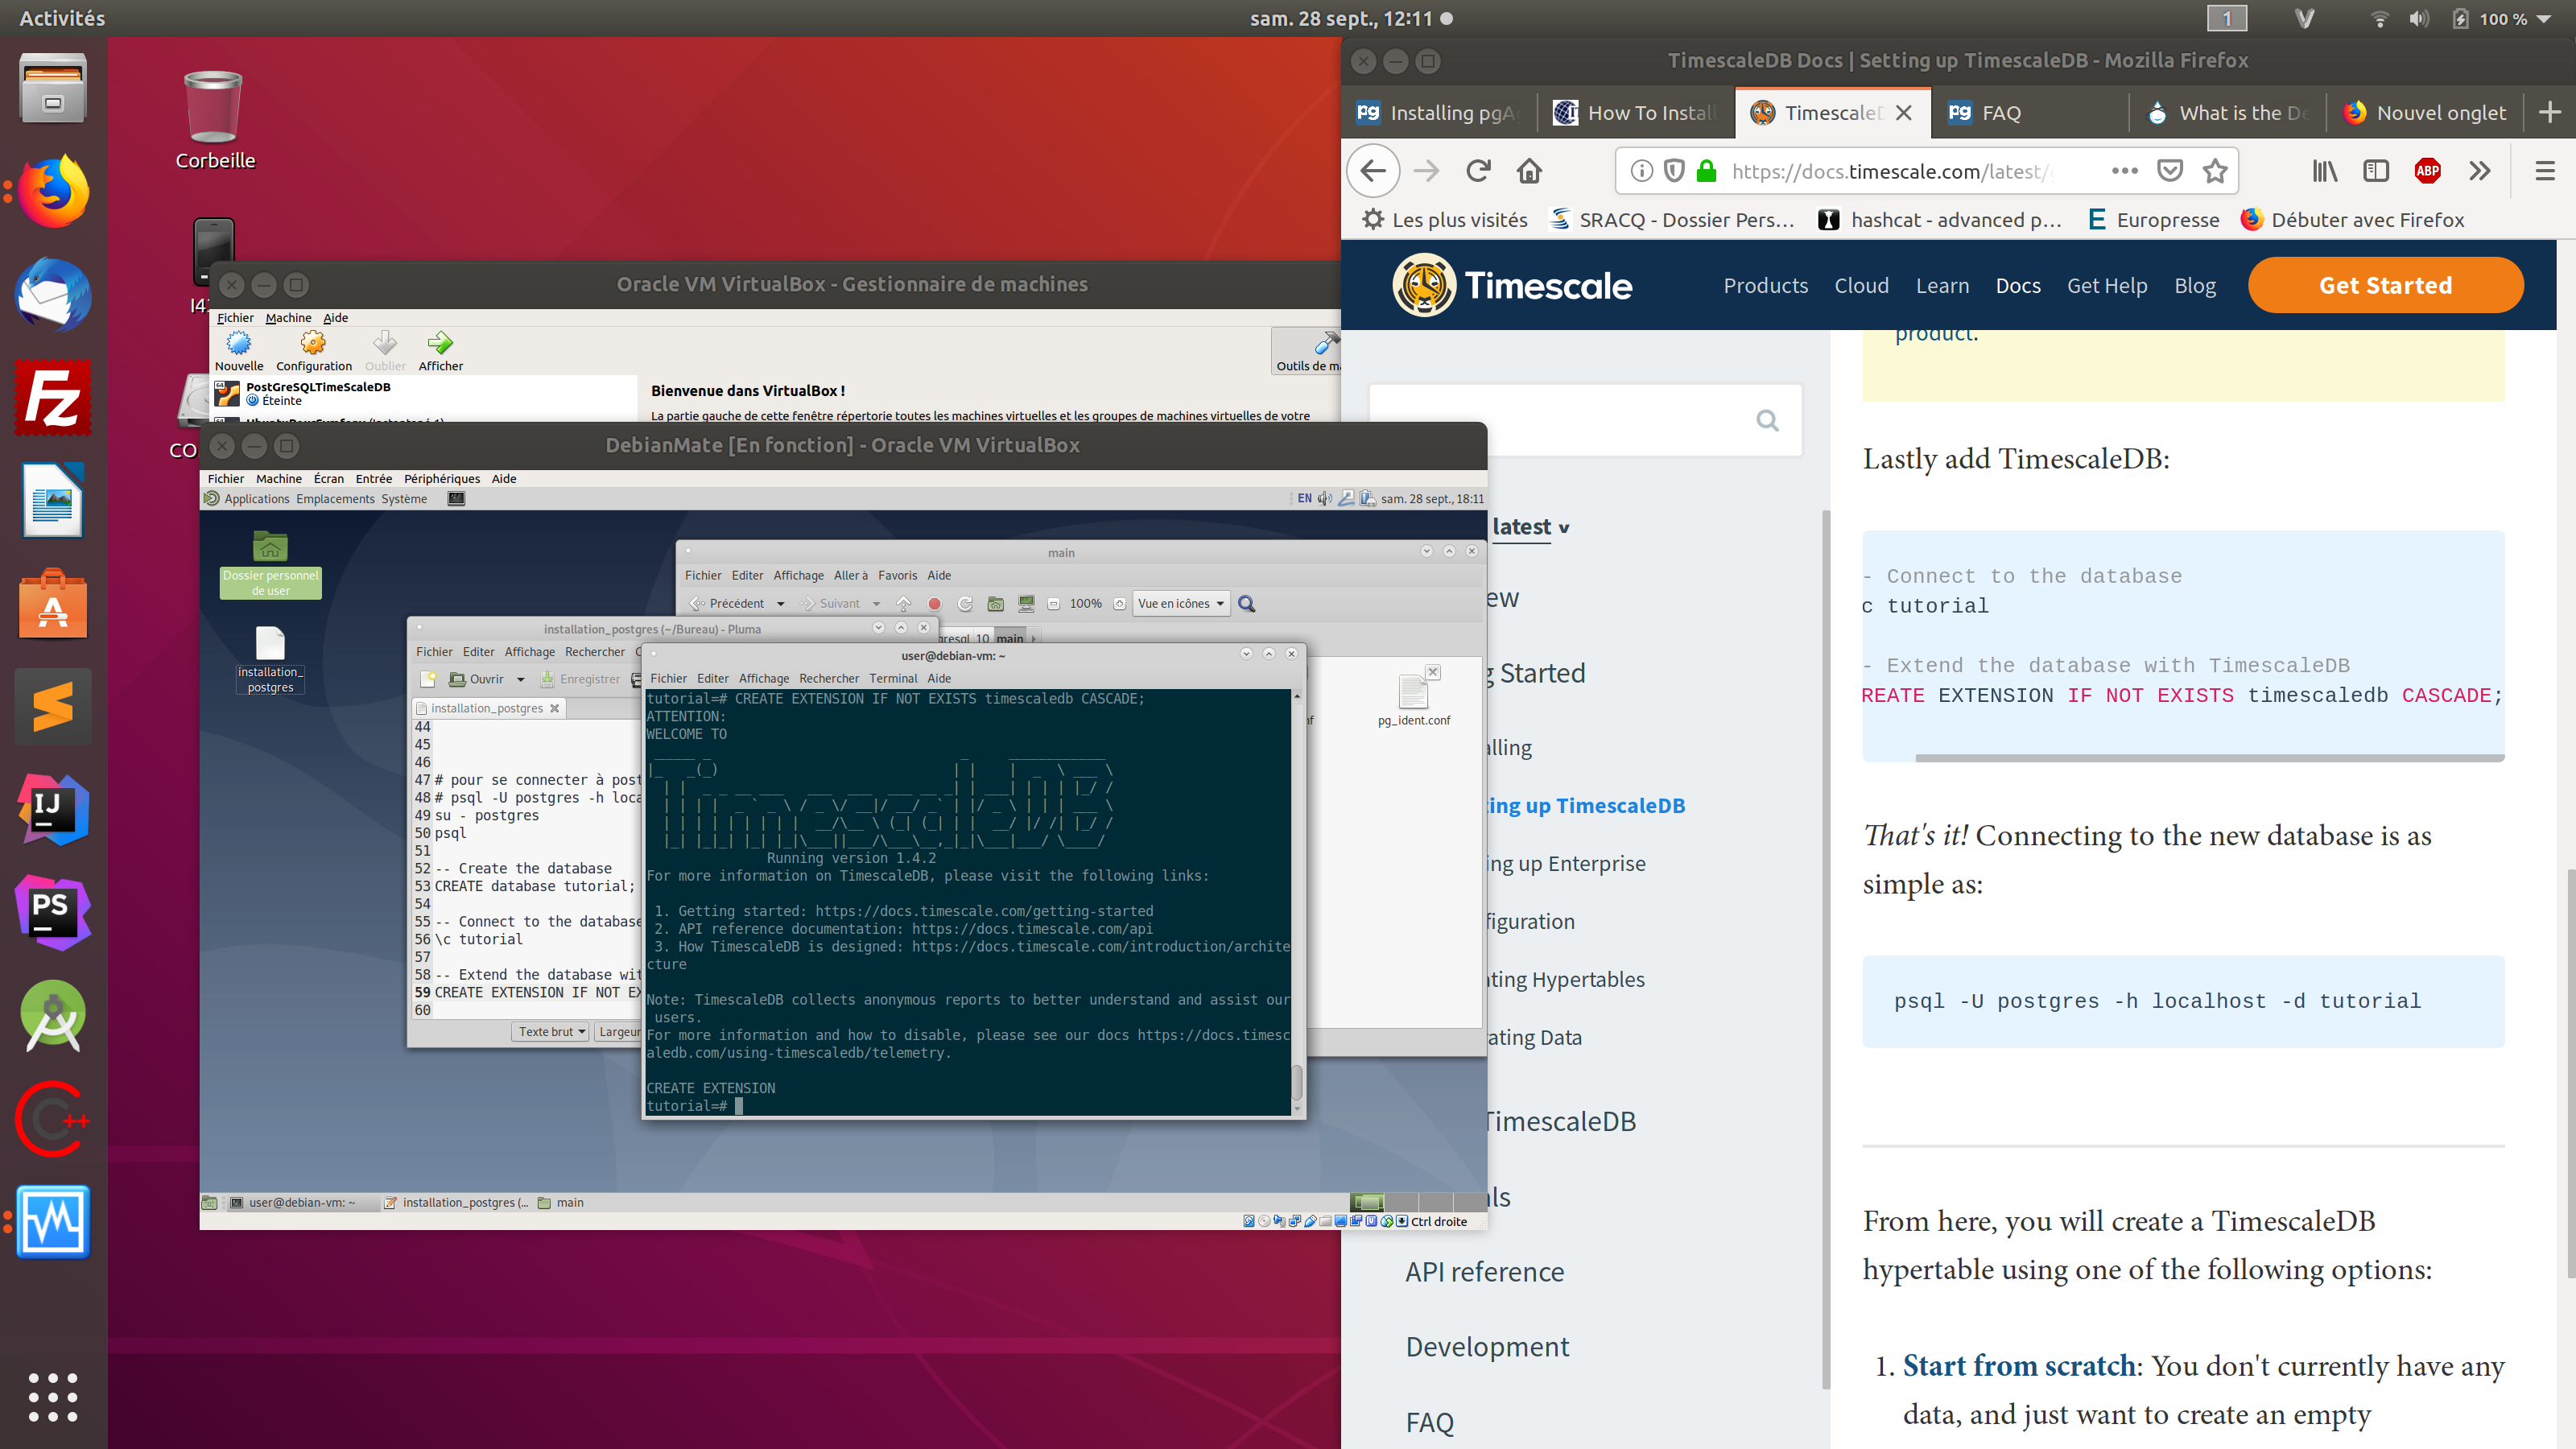 Activités
sam. 28 sept., 12:11
1
100 %
Corbeille
TimescaleDB Docs | Setting up TimescaleDB - Mozilla Firefox
Installing pgA
How To Install
TimescaleD
FAQ
What is the De
Nouvel onglet
https://docs.timescale.com/latest/
ABP
Les plus visités
SRACQ - Dossier Pers…
hashcat - advanced p…
Europresse
Débuter avec Firefox
Timescale
Products
Cloud
Learn
Docs
Get Help
Blog
Get Started
product.
Lastly add TimescaleDB:
- Connect to the database
c tutorial
- Extend the database with TimescaleDB
REATE EXTENSION IF NOT EXISTS timescaledb CASCADE;
That's it! Connecting to the new database is as
simple as:
psql -U postgres -h localhost -d tutorial
From here, you will create a TimescaleDB
hypertable using one of the following options:
1. Start from scratch: You don't currently have any
data, and just want to create an empty
latest v
ew
g Started
alling
ting up TimescaleDB
ing up Enterprise
figuration
ating Hypertables
ating Data
TimescaleDB
ls
API reference
Development
FAQ
Oracle VM VirtualBox - Gestionnaire de machines
Fichier Machine Aide
Nouvelle
Configuration
Oublier
Afficher
Outils de ma
PostGreSQLTimeScaleDB
Éteinte
Bienvenue dans VirtualBox !
La partie gauche de cette fenêtre répertorie toutes les machines virtuelles et les groupes de machines virtuelles de votre
I4
CO
DebianMate [En fonction] - Oracle VM VirtualBox
Fichier Machine Écran Entrée Périphériques Aide
Applications Emplacements Système
EN
sam. 28 sept., 18:11
Dossier personnel
de user
installation_
postgres
main
Fichier Editer Affichage Aller à Favoris Aide
Précédent
Suivant
100%
Vue en icônes
gresql 10 main
pg_ident.conf
installation_postgres (~/Bureau) - Pluma
Fichier Editer Affichage Rechercher
Ouvrir
Enregistrer
installation_postgres
44
45
46
47 # pour se connecter à post
48 # psql -U postgres -h loca
49 su - postgres
50 psql
51
52 -- Create the database
53 CREATE database tutorial;
54
55 -- Connect to the database
56 \c tutorial
57
58 -- Extend the database wit
59 CREATE EXTENSION IF NOT EX
60
Texte brut
Largeur
user@debian-vm: ~
Fichier Editer Affichage Rechercher Terminal Aide
tutorial=# CREATE EXTENSION IF NOT EXISTS timescaledb CASCADE;
ATTENTION:
WELCOME TO
TimescaleDB
Running version 1.4.2
For more information on TimescaleDB, please visit the following links:
1. Getting started: https://docs.timescale.com/getting-started
2. API reference documentation: https://docs.timescale.com/api
3. How TimescaleDB is designed: https://docs.timescale.com/introduction/archite
cture
Note: TimescaleDB collects anonymous reports to better understand and assist our
users.
For more information and how to disable, please see our docs https://docs.timesc
aledb.com/using-timescaledb/telemetry.
CREATE EXTENSION
tutorial=#
user@debian-vm: ~
installation_postgres (...
main
Ctrl droite
Fz
IJ
PS
C++